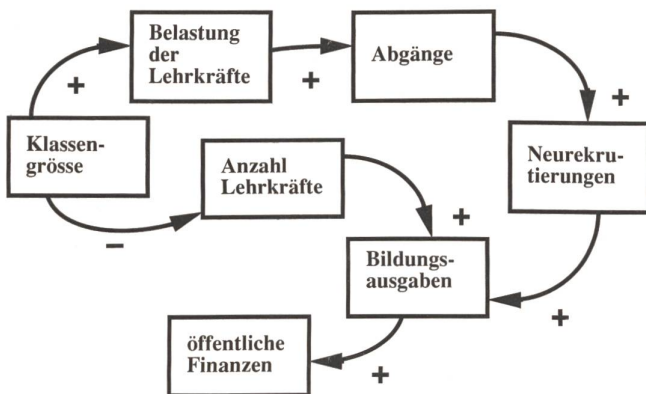 Belastung
der
Lehrkräfte
Abgänge
+
+
+
Klassen-
grösse
Anzahl
Lehrkräfte
Neurekru-
tierungen
−
+
Bildungs-
ausgaben
+
öffentliche
Finanzen
+